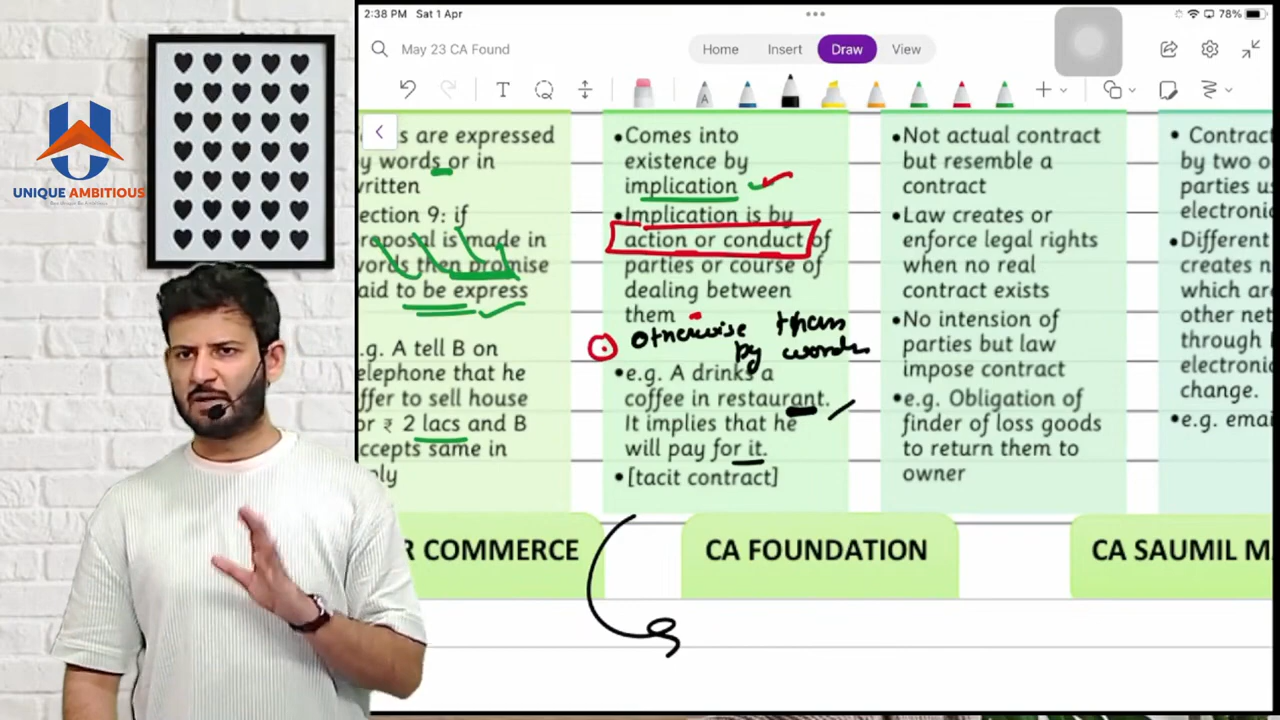 2:38 PM Sat 1 Apr
78%
May 23 CA Found
Home Insert Draw View
UNIQUE AMBITIOUS
are expressed
words or in
written
ection 9: if
roposal is made in
ords then promise
aid to be express
e.g. A tell B on
elephone that he
offer to sell house
or ₹ 2 lacs and B
accepts same in
ply
•Comes into
existence by
implication
•Implication is by
action or conduct of
parties or course of
dealing between
them
otherwise than
by words
•e.g. A drinks a
coffee in restaurant.
It implies that he
will pay for it.
•[tacit contract]
•Not actual contract
but resemble a
contract
•Law creates or
enforce legal rights
when no real
contract exists
•No intension of
parties but law
impose contract
•e.g. Obligation of
finder of loss goods
to return them to
owner
• Contract
by two o
parties us
electronic
•Different
creates n
which are
other net
through
electronic
change.
•e.g. emai
R COMMERCE
CA FOUNDATION
CA SAUMIL M